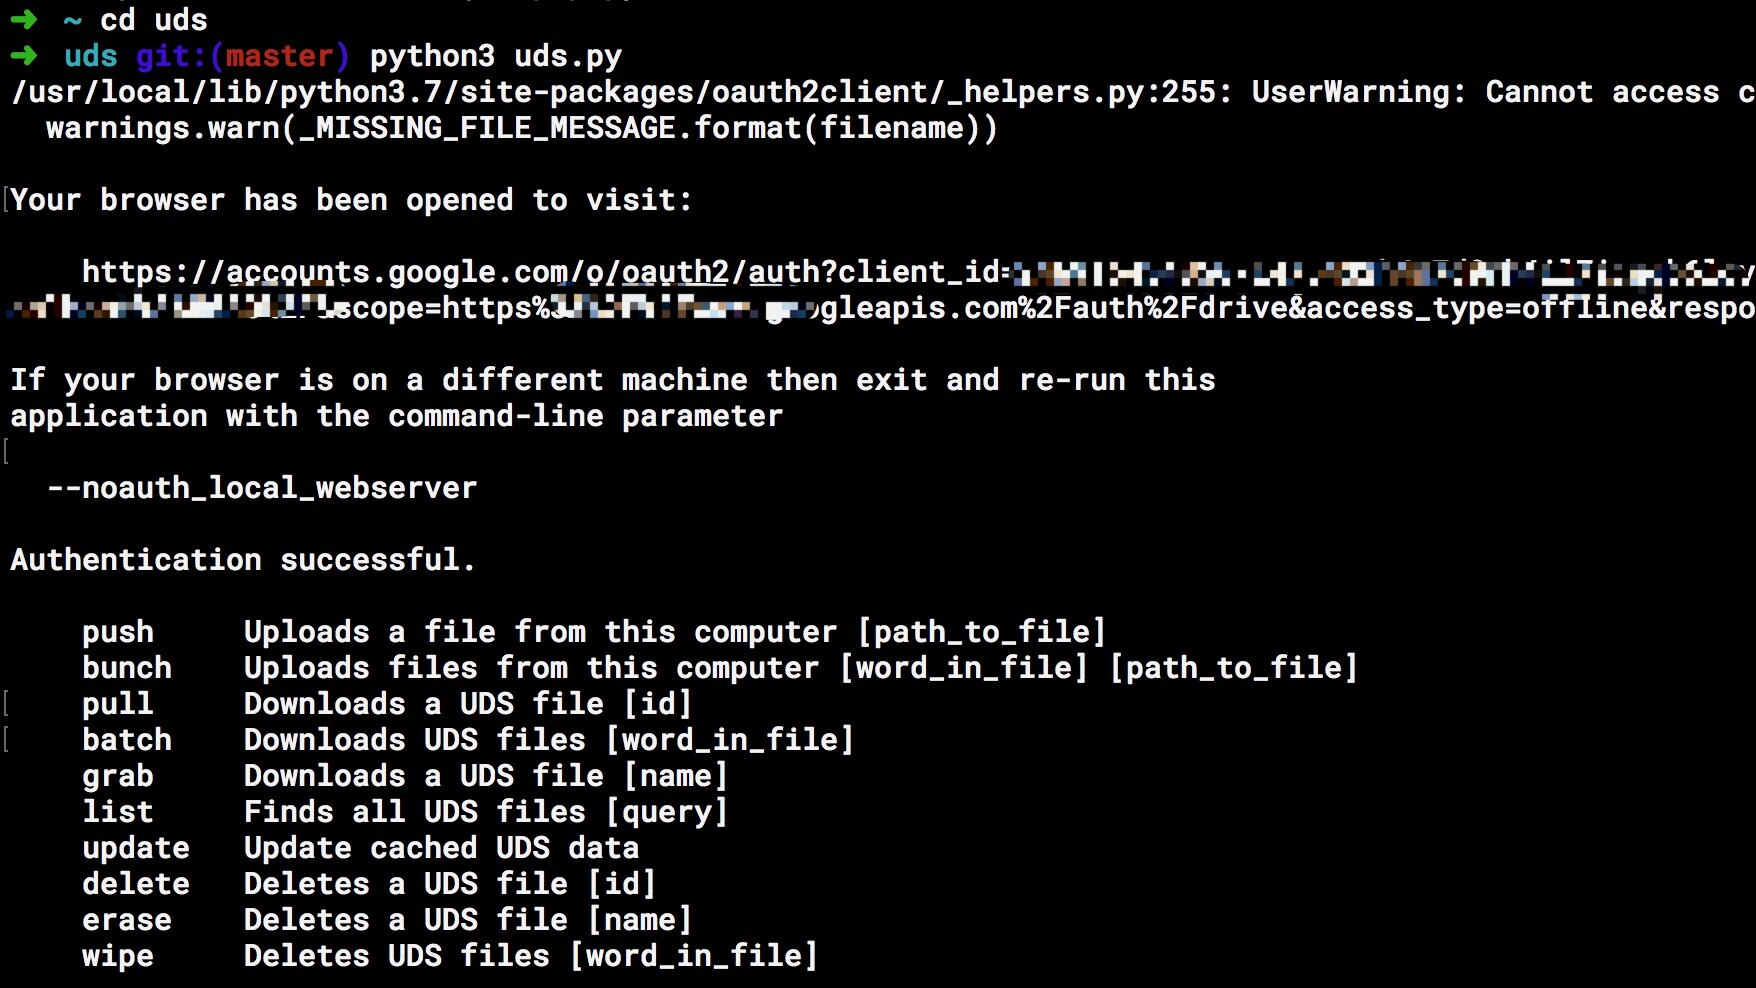 ➜ ~ cd uds
➜ uds git:(master) python3 uds.py
/usr/local/lib/python3.7/site-packages/oauth2client/_helpers.py:255: UserWarning: Cannot access c
warnings.warn(_MISSING_FILE_MESSAGE.format(filename))
Your browser has been opened to visit:
https://accounts.google.com/o/oauth2/auth?client_id=
scope=https% ogleapis.com%2Fauth%2Fdrive&access_type=offline&respo
If your browser is on a different machine then exit and re-run this
application with the command-line parameter
--noauth_local_webserver
Authentication successful.
push Uploads a file from this computer [path_to_file]
bunch Uploads files from this computer [word_in_file] [path_to_file]
pull Downloads a UDS file [id]
batch Downloads UDS files [word_in_file]
grab Downloads a UDS file [name]
list Finds all UDS files [query]
update Update cached UDS data
delete Deletes a UDS file [id]
erase Deletes a UDS file [name]
wipe Deletes UDS files [word_in_file]